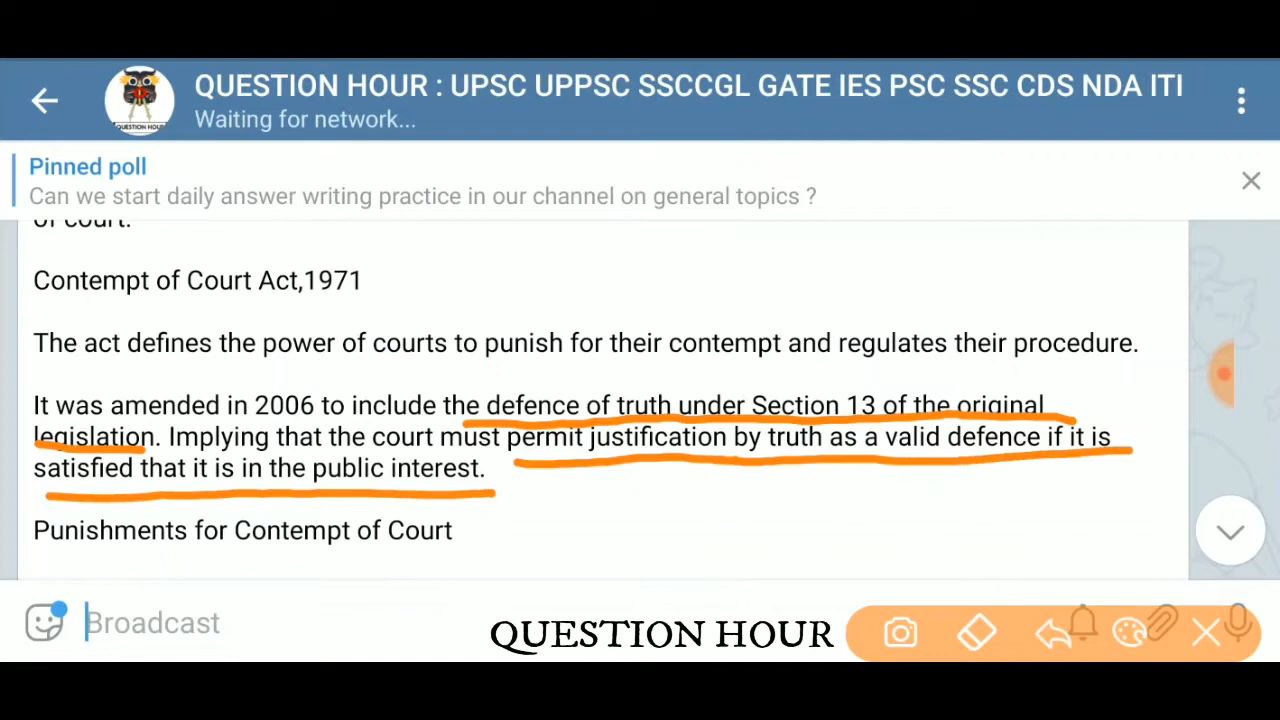 QUESTION HOUR : UPSC UPPSC SSCCGL GATE IES PSC SSC CDS NDA ITI
QUESTION HOUR
Waiting for network...
Pinned poll
Can we start daily answer writing practice in our channel on general topics ?
of court.
Contempt of Court Act,1971
The act defines the power of courts to punish for their contempt and regulates their procedure.
It was amended in 2006 to include the defence of truth under Section 13 of the original
legislation. Implying that the court must permit justification by truth as a valid defence if it is
satisfied that it is in the public interest.
Punishments for Contempt of Court
Broadcast
QUESTION HOUR